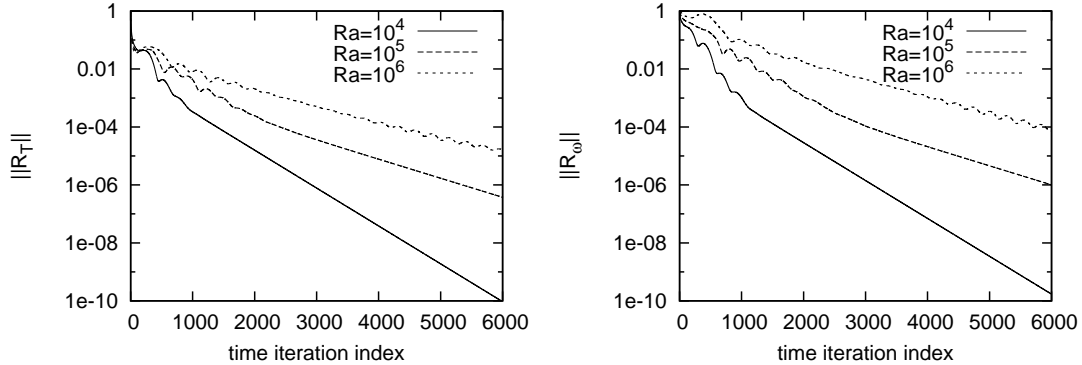 1
0.01
1e-04
1e-06
1e-08
1e-10
0 1000 2000 3000 4000 5000 6000
||R_T||
time iteration index
Ra=10^4
Ra=10^5
Ra=10^6
1
0.01
1e-04
1e-06
1e-08
1e-10
0 1000 2000 3000 4000 5000 6000
||R_ω||
time iteration index
Ra=10^4
Ra=10^5
Ra=10^6